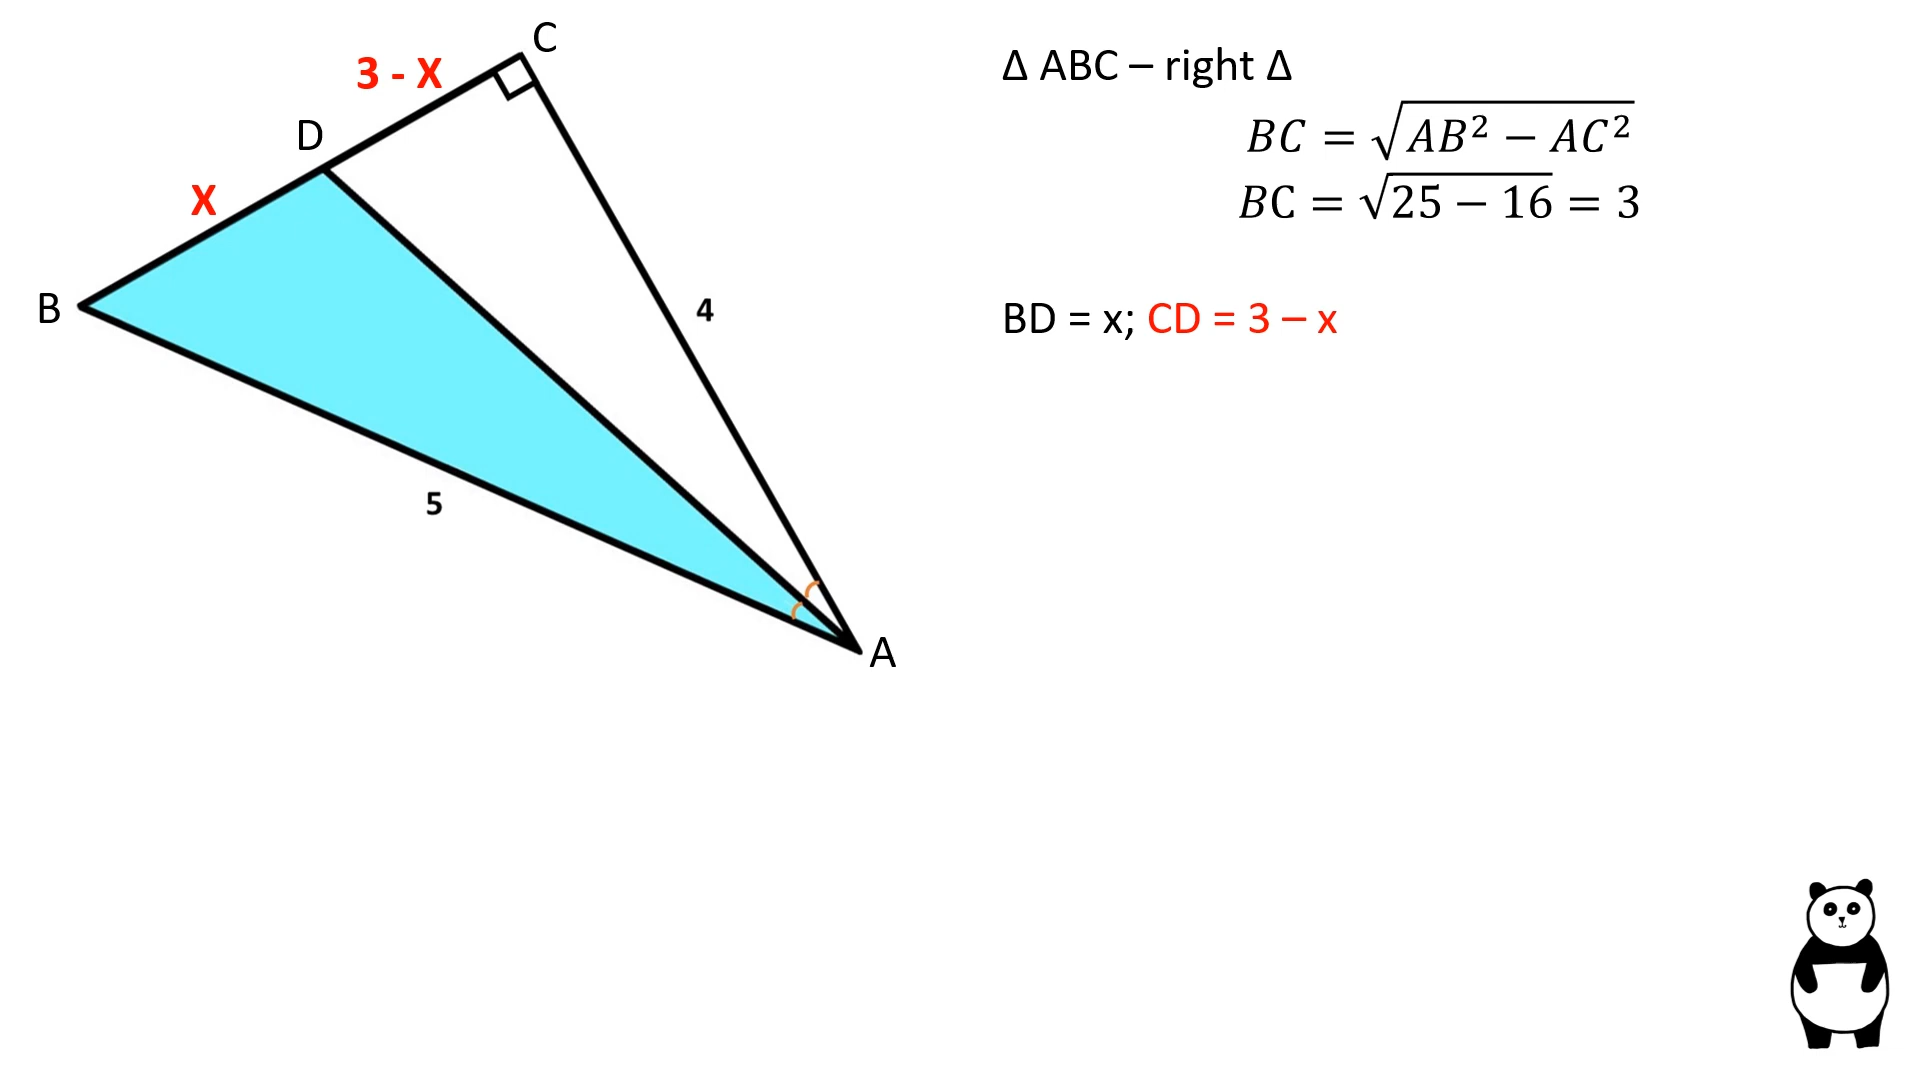 C
3 - X
D
X
B
4
5
A
Δ ABC – right Δ
BC = √(AB² − AC²)
BC = √(25 − 16) = 3
BD = x; CD = 3 – x